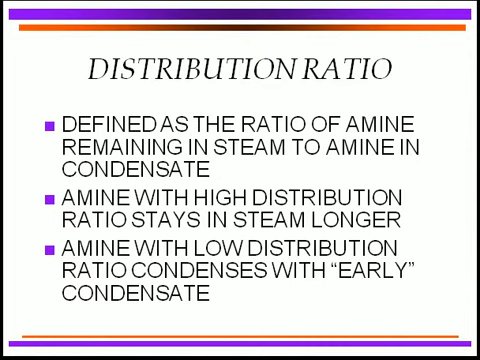 DISTRIBUTION RATIO
DEFINED AS THE RATIO OF AMINE
REMAINING IN STEAM TO AMINE IN
CONDENSATE
AMINE WITH HIGH DISTRIBUTION
RATIO STAYS IN STEAM LONGER
AMINE WITH LOW DISTRIBUTION
RATIO CONDENSES WITH “EARLY”
CONDENSATE